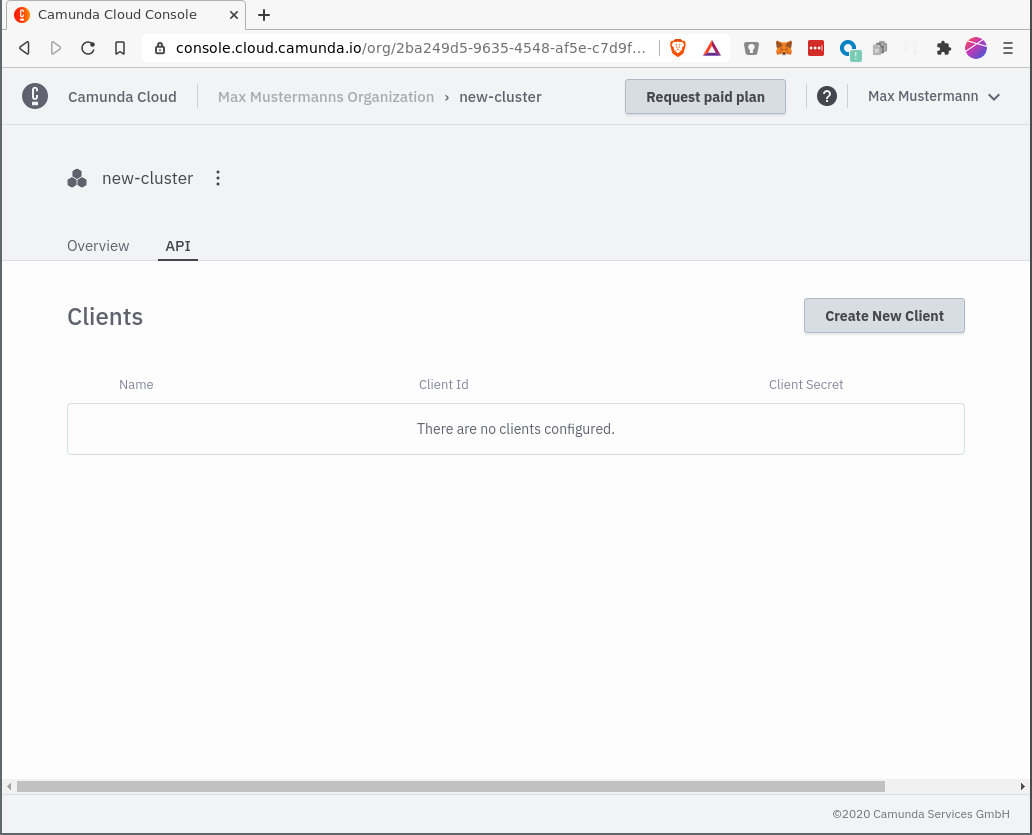 Camunda Cloud Console
console.cloud.camunda.io/org/2ba249d5-9635-4548-af5e-c7d9f...
Camunda Cloud Max Mustermanns Organization › new-cluster Request paid plan ? Max Mustermann
new-cluster
Overview API
Clients Create New Client
Name Client Id Client Secret
There are no clients configured.
©2020 Camunda Services GmbH